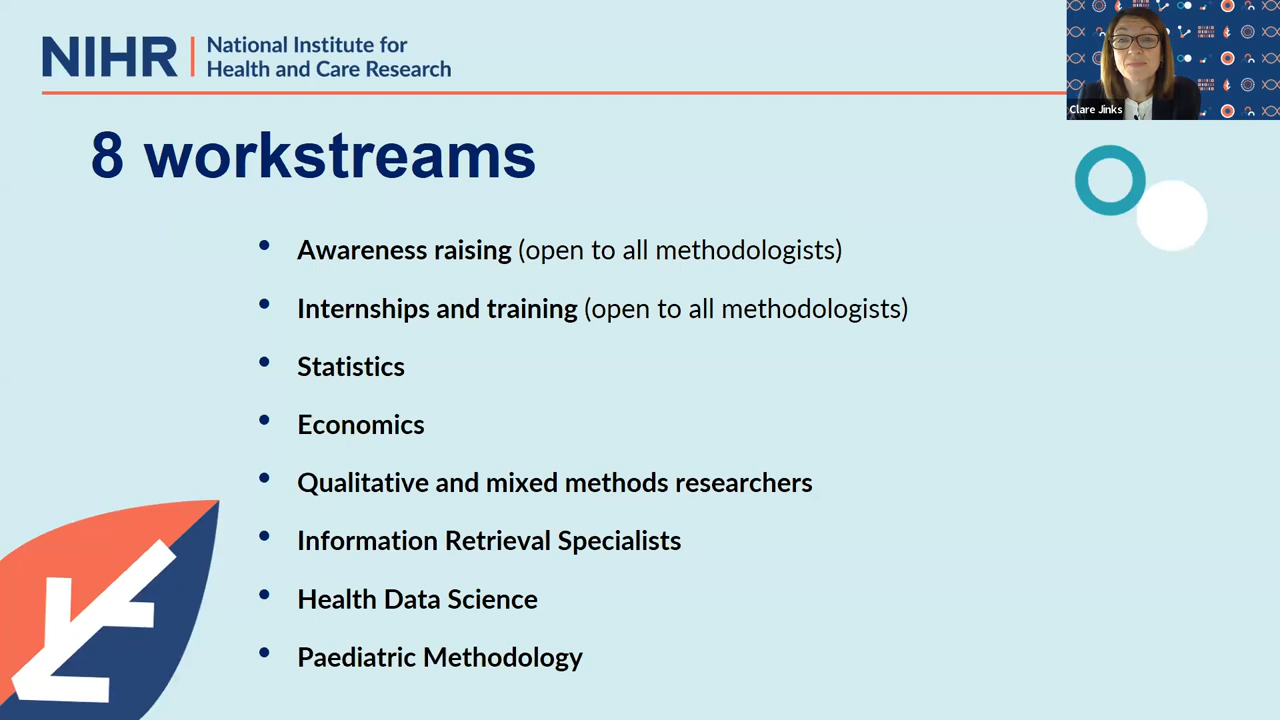 NIHR
National Institute for
Health and Care Research
Clare Jinks
8 workstreams
• Awareness raising (open to all methodologists)
• Internships and training (open to all methodologists)
• Statistics
• Economics
• Qualitative and mixed methods researchers
• Information Retrieval Specialists
• Health Data Science
• Paediatric Methodology